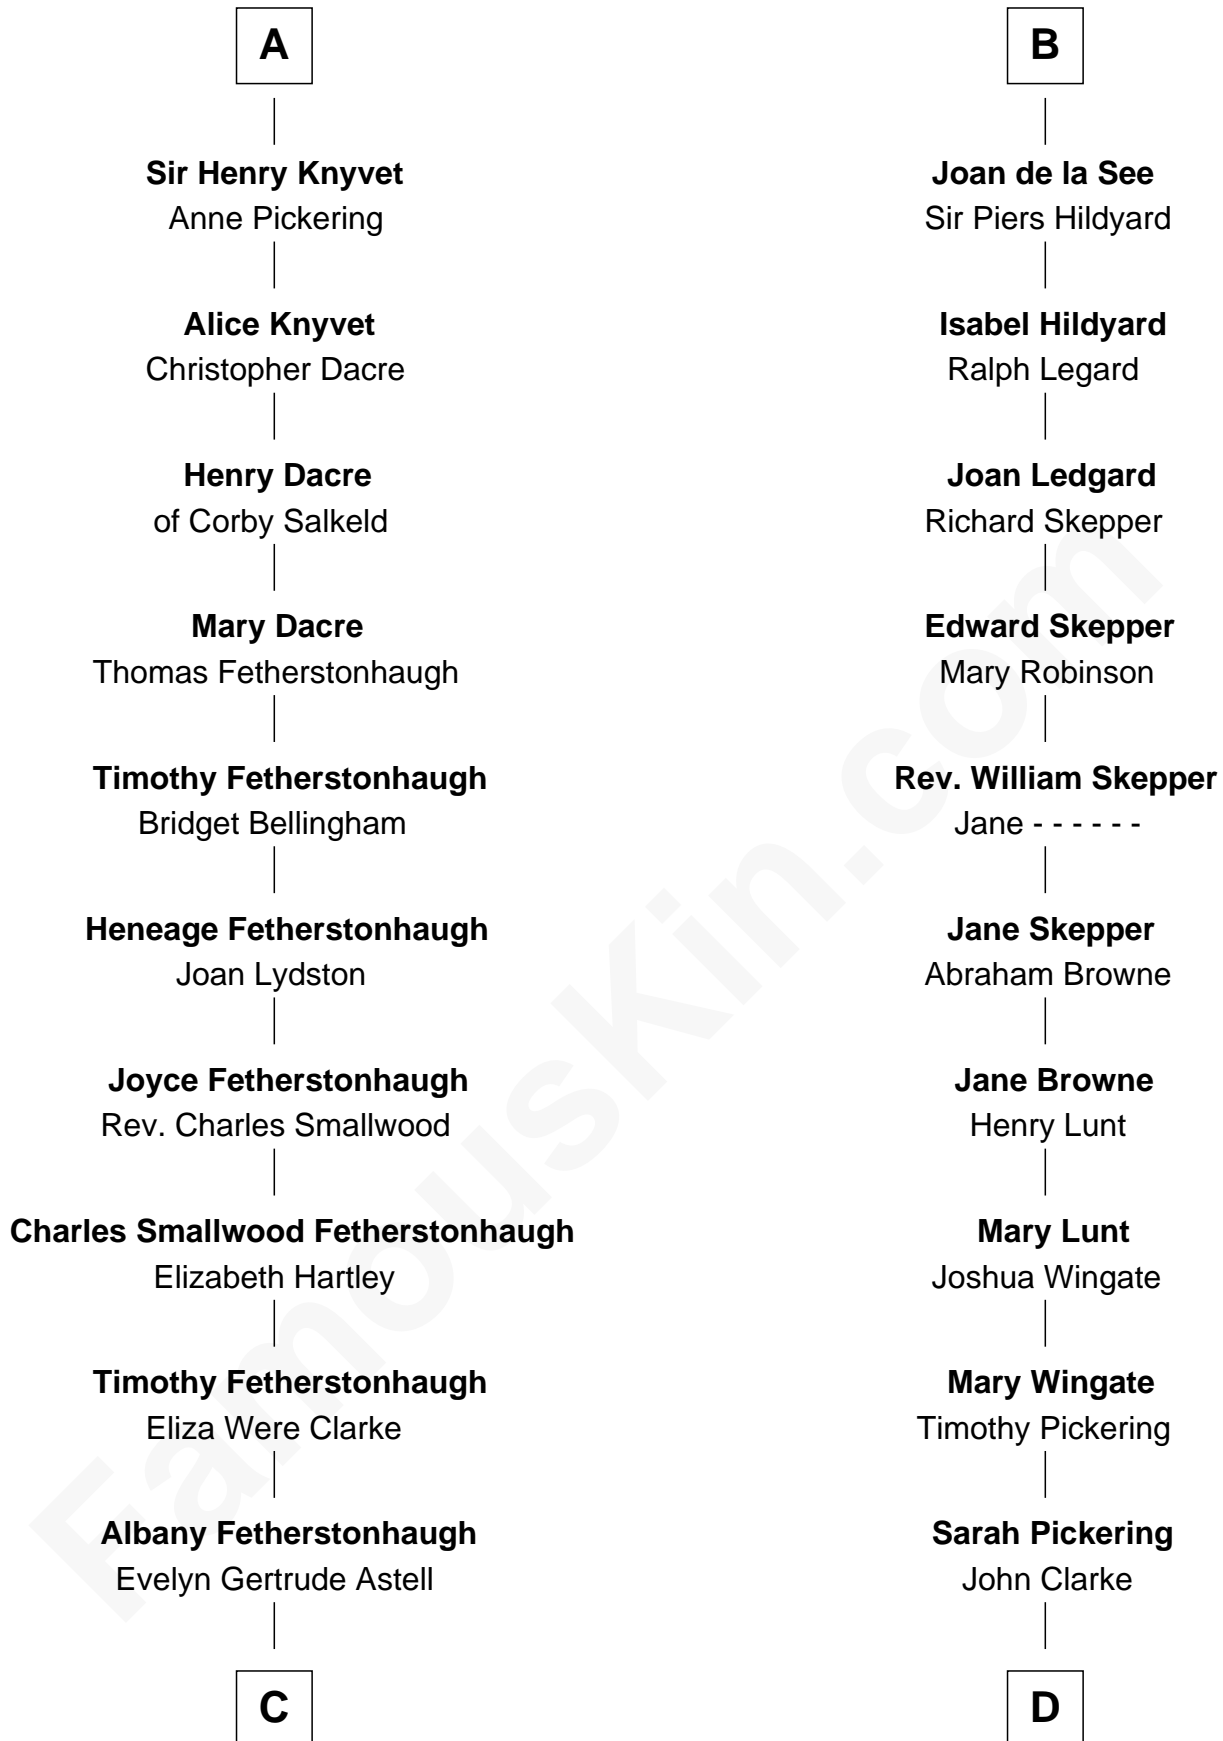 A
Sir Henry Knyvet
Anne Pickering
Alice Knyvet
Christopher Dacre
Henry Dacre
of Corby Salkeld
Mary Dacre
Thomas Fetherstonhaugh
Timothy Fetherstonhaugh
Bridget Bellingham
Heneage Fetherstonhaugh
Joan Lydston
Joyce Fetherstonhaugh
Rev. Charles Smallwood
Charles Smallwood Fetherstonhaugh
Elizabeth Hartley
Timothy Fetherstonhaugh
Eliza Were Clarke
Albany Fetherstonhaugh
Evelyn Gertrude Astell
C
B
Joan de la See
Sir Piers Hildyard
Isabel Hildyard
Ralph Legard
Joan Ledgard
Richard Skepper
Edward Skepper
Mary Robinson
Rev. William Skepper
Jane - - - - - -
Jane Skepper
Abraham Browne
Jane Browne
Henry Lunt
Mary Lunt
Joshua Wingate
Mary Wingate
Timothy Pickering
Sarah Pickering
John Clarke
D
FamousKin.com